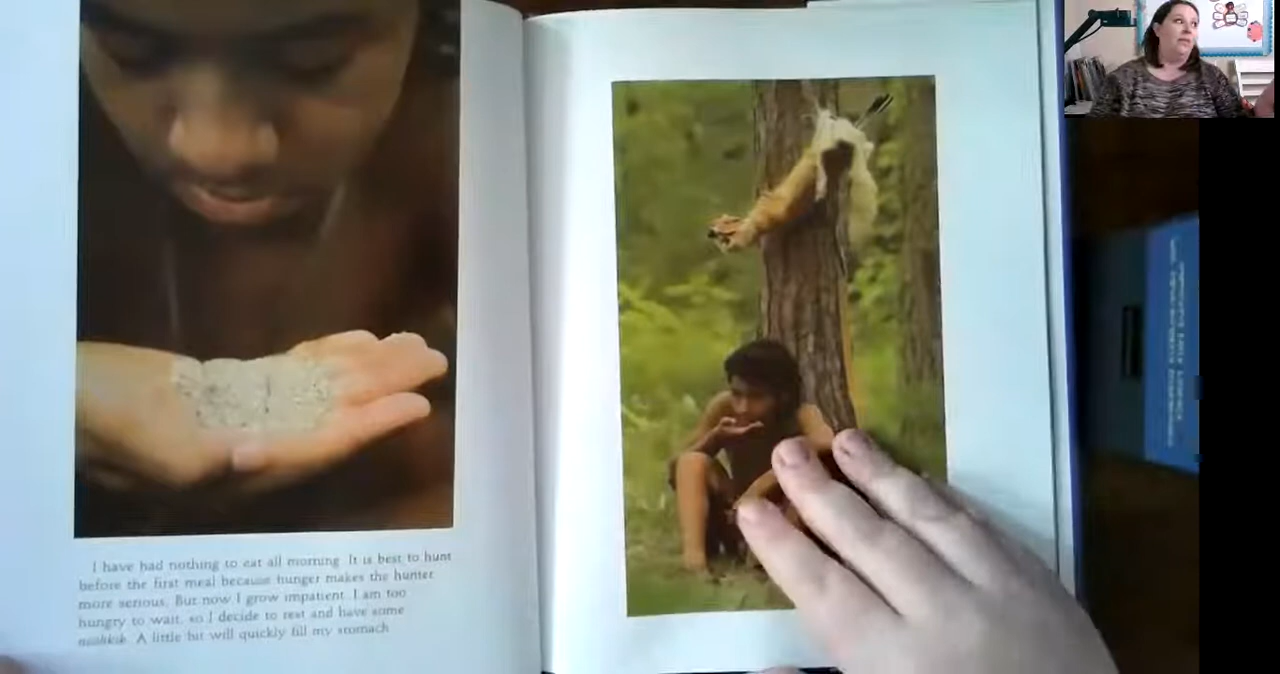 I have had nothing to eat all morning. It is best to hunt
before the first meal because hunger makes the hunter
more serious. But now I grow impatient. I am too
hungry to wait, so I decide to rest and have some
nookkik. A little bit will quickly fill my stomach